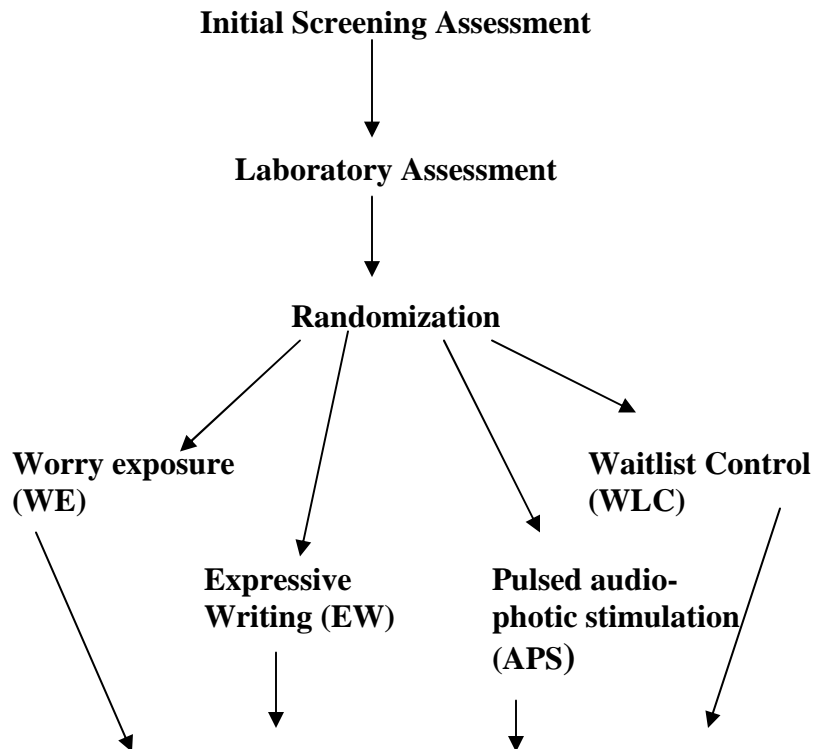 Initial Screening Assessment
Laboratory Assessment
Randomization
Worry exposure
(WE)
Waitlist Control
(WLC)
Expressive
Writing (EW)
Pulsed audio-
photic stimulation
(APS)